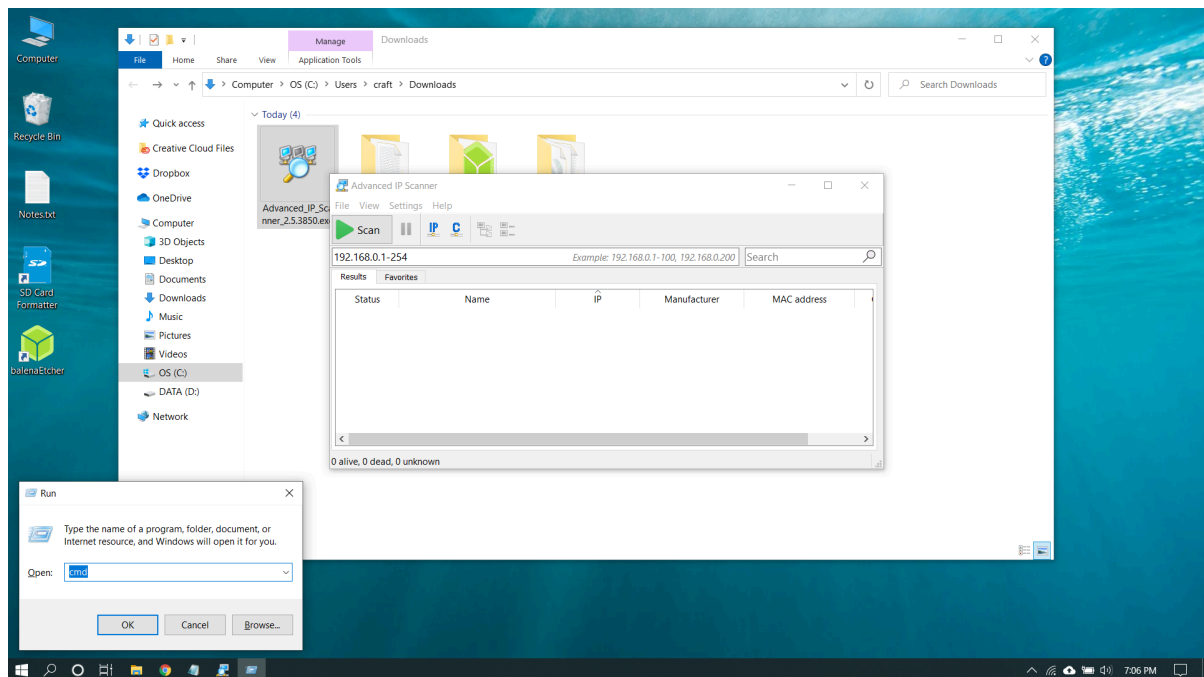 Computer
Recycle Bin
Notes.txt
SD Card
Formatter
balenaEtcher
Manage
Downloads
File
Home
Share
View
Application Tools
Computer > OS (C:) > Users > craft > Downloads
Search Downloads
Quick access
Creative Cloud Files
Dropbox
OneDrive
Computer
3D Objects
Desktop
Documents
Downloads
Music
Pictures
Videos
OS (C:)
DATA (D:)
Network
Today (4)
Advanced_IP_Sca
nner_2.5.3850.exe
Advanced IP Scanner
File View Settings Help
Scan
IP C
192.168.0.1-254
Example: 192.168.0.1-100, 192.168.0.200
Search
Results
Favorites
Status Name IP Manufacturer MAC address
0 alive, 0 dead, 0 unknown
Run
Type the name of a program, folder, document, or
Internet resource, and Windows will open it for you.
Open:
cmd
OK
Cancel
Browse...
7:06 PM